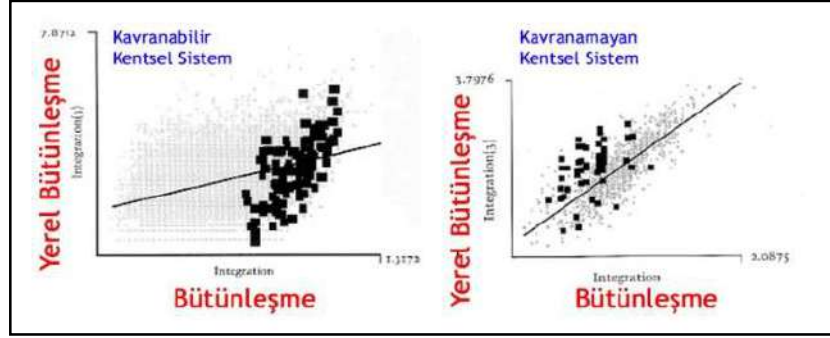 7.8712
Kavranabilir
Kentsel Sistem
Yerel Bütünleşme
Integration(3)
1.3172
Integration
Bütünleşme
Kavranamayan
Kentsel Sistem
3.7976
Yerel Bütünleşme
Integration(3)
2.0875
Integration
Bütünleşme